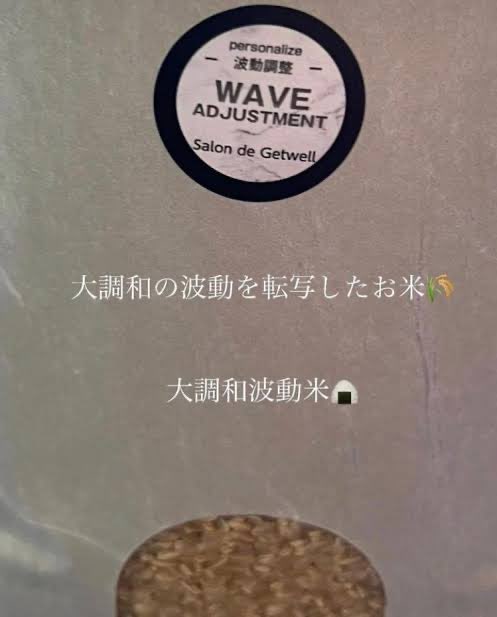 personalize
波動調整
WAVE
ADJUSTMENT
Salon de Getwell
大調和の波動を転写したお米🌾
大調和波動米🍙